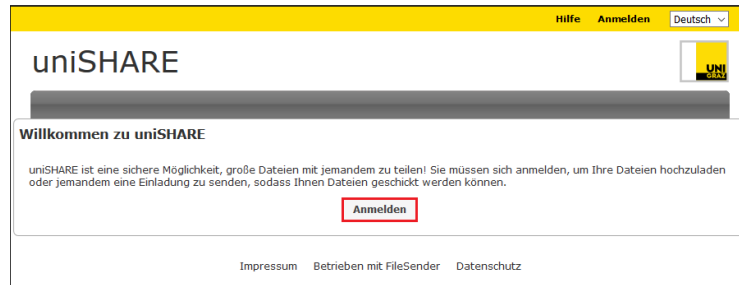 Hilfe Anmelden Deutsch
uniSHARE
UNI
GRAZ
Willkommen zu uniSHARE
uniSHARE ist eine sichere Möglichkeit, große Dateien mit jemandem zu teilen! Sie müssen sich anmelden, um Ihre Dateien hochzuladen
oder jemandem eine Einladung zu senden, sodass Ihnen Dateien geschickt werden können.
Anmelden
Impressum Betrieben mit FileSender Datenschutz